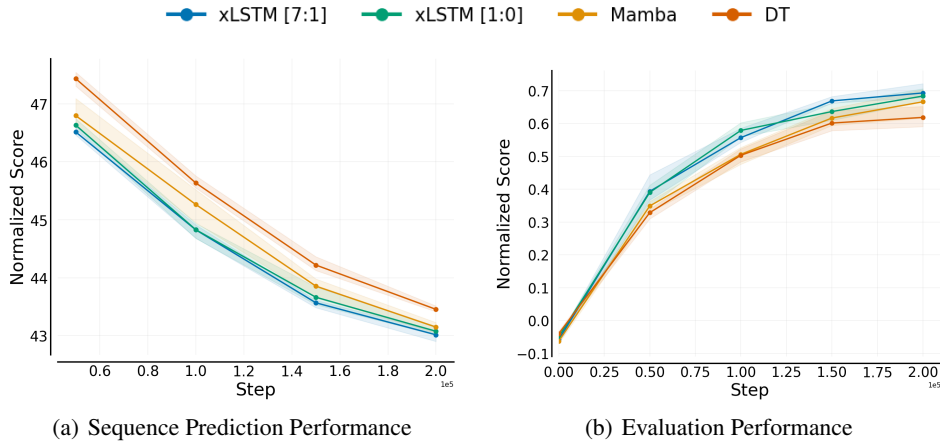 xLSTM [7:1] xLSTM [1:0] Mamba DT
Normalized Score
47
46
45
44
43
0.6 0.8 1.0 1.2 1.4 1.6 1.8 2.0
1e5
Step
(a) Sequence Prediction Performance
Normalized Score
0.7
0.6
0.5
0.4
0.3
0.2
0.1
0.0
−0.1
0.00 0.25 0.50 0.75 1.00 1.25 1.50 1.75 2.00
1e5
Step
(b) Evaluation Performance